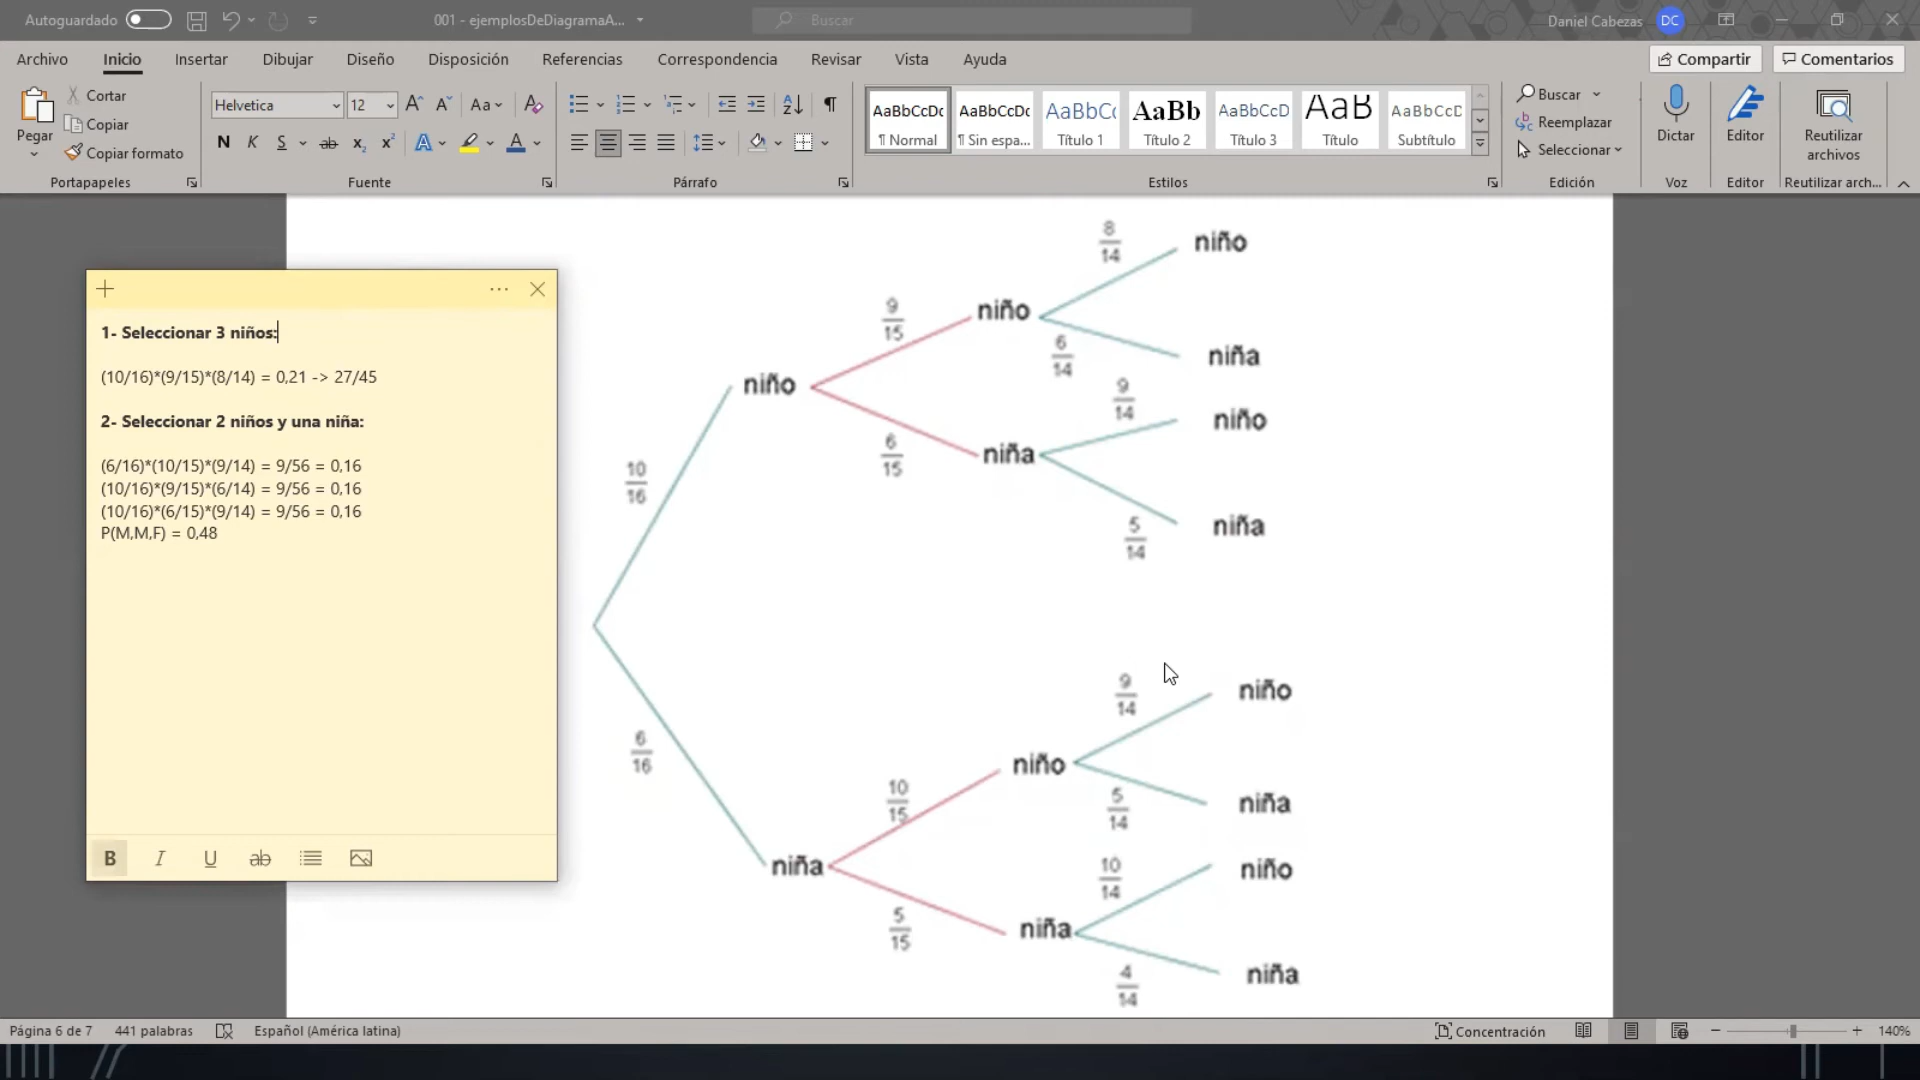 Autoguardado
001 - ejemplosDeDiagramaA...
Buscar
Daniel Cabezas
DC
Archivo
Inicio
Insertar
Dibujar
Diseño
Disposición
Referencias
Correspondencia
Revisar
Vista
Ayuda
Compartir
Comentarios
Pegar
Cortar
Copiar
Copiar formato
Portapapeles
Helvetica
12
Aa
N K S ab x₂ x²
Fuente
Párrafo
AaBbCcDc
¶ Normal
AaBbCcDc
¶ Sin espa...
AaBbC
Título 1
AaBb
Título 2
AaBbCcD
Título 3
AaB
Título
AaBbCcD
Subtítulo
Estilos
Buscar
Reemplazar
Seleccionar
Edición
Dictar
Voz
Editor
Editor
Reutilizar
archivos
Reutilizar arch...
1- Seleccionar 3 niños:
(10/16)*(9/15)*(8/14) = 0,21 -> 27/45
2- Seleccionar 2 niños y una niña:
(6/16)*(10/15)*(9/14) = 9/56 = 0,16
(10/16)*(9/15)*(6/14) = 9/56 = 0,16
(10/16)*(6/15)*(9/14) = 9/56 = 0,16
P(M,M,F) = 0,48
B I U ab
8/14
niño
9/15
niño
6/14
niña
niño
9/14
niño
10/16
6/15
niña
5/14
niña
9/14
niño
6/16
10/15
niño
5/14
niña
niña
10/14
niño
5/15
niña
4/14
niña
Página 6 de 7
441 palabras
Español (América latina)
Concentración
140%